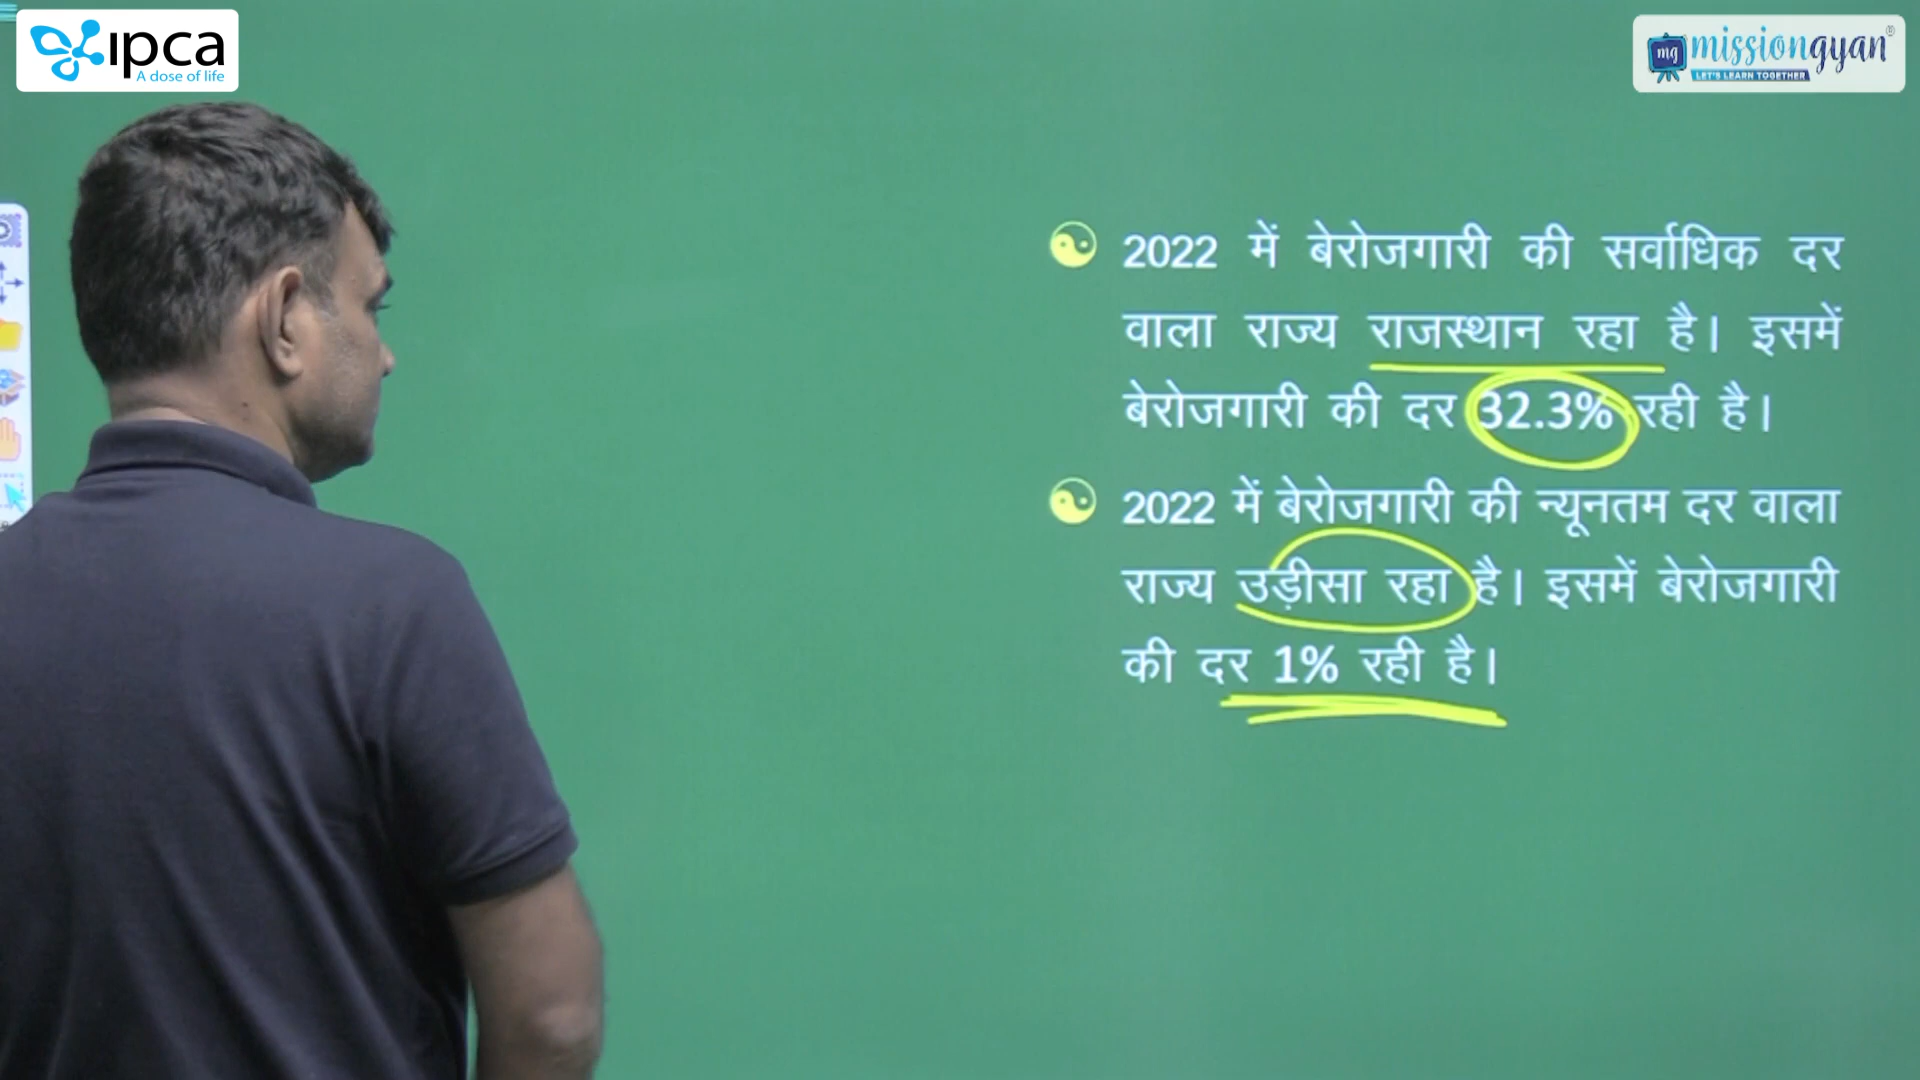 ipca
A dose of life
mg missiongyan®
LET'S LEARN TOGETHER
2022 में बेरोजगारी की सर्वाधिक दर
वाला राज्य राजस्थान रहा है। इसमें
बेरोजगारी की दर 32.3% रही है।
2022 में बेरोजगारी की न्यूनतम दर वाला
राज्य उड़ीसा रहा है। इसमें बेरोजगारी
की दर 1% रही है।